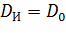 D_И = D_0